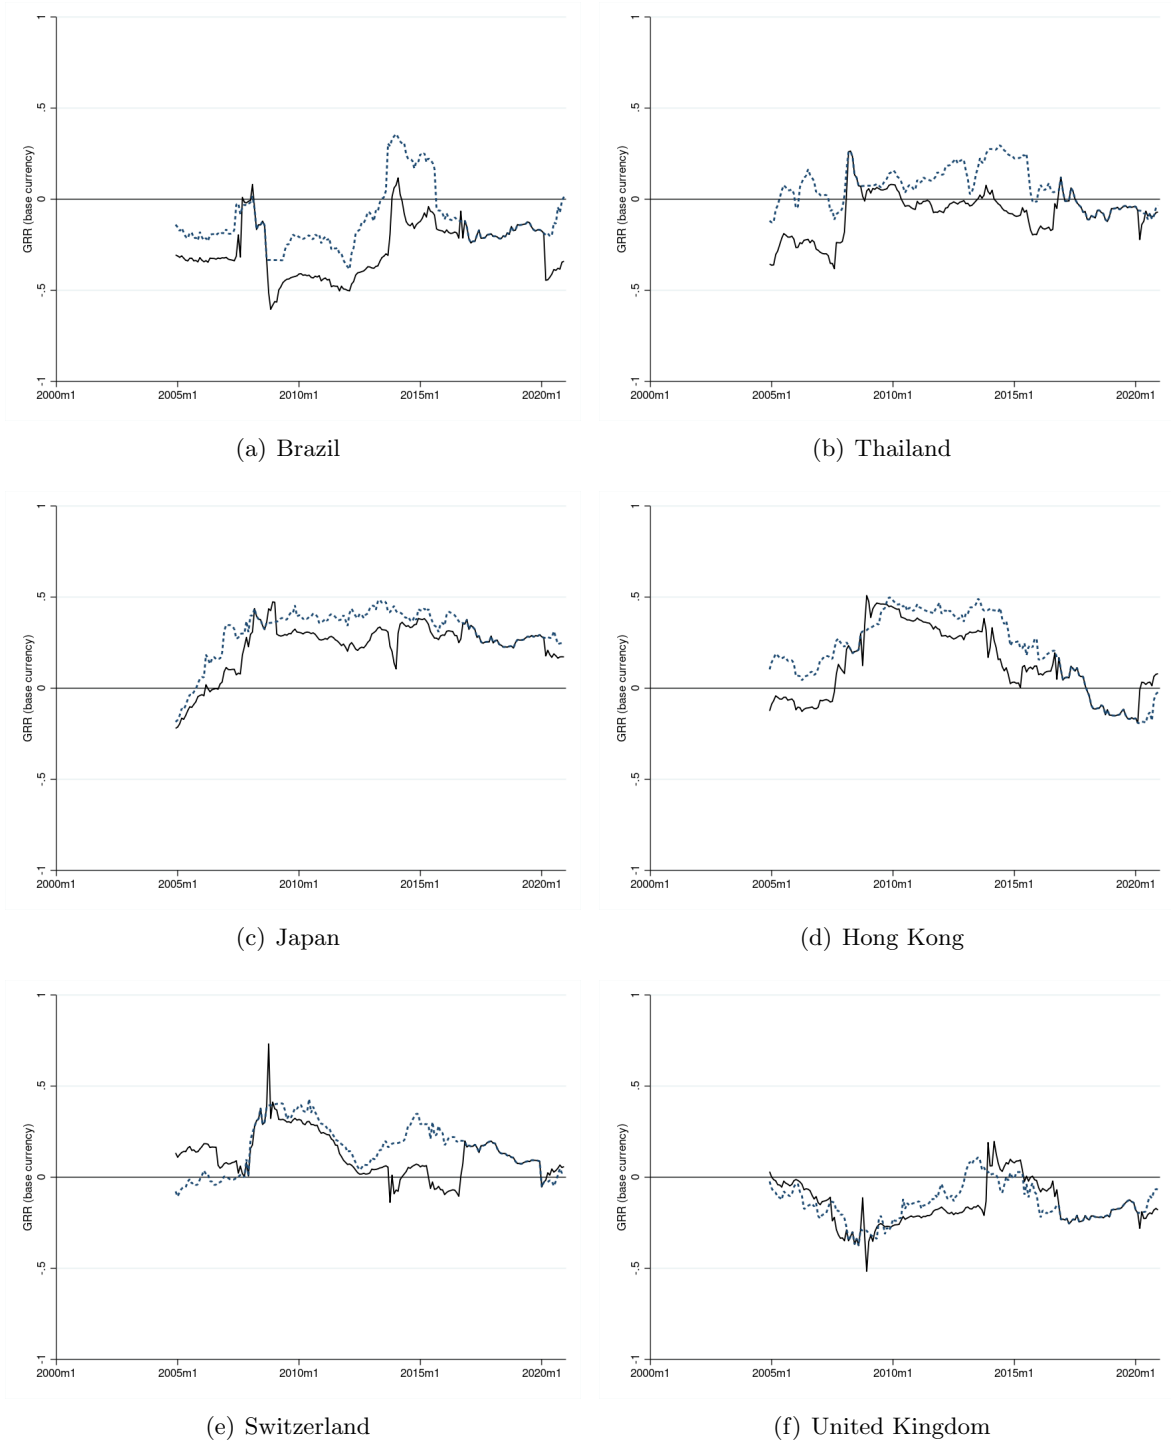 1
.5
0
-.5
-1
GRR (base currency)
2000m1 2005m1 2010m1 2015m1 2020m1
(a) Brazil
1
.5
0
-.5
-1
GRR (base currency)
2000m1 2005m1 2010m1 2015m1 2020m1
(b) Thailand
1
.5
0
-.5
-1
GRR (base currency)
2000m1 2005m1 2010m1 2015m1 2020m1
(c) Japan
1
.5
0
-.5
-1
GRR (base currency)
2000m1 2005m1 2010m1 2015m1 2020m1
(d) Hong Kong
1
.5
0
-.5
-1
GRR (base currency)
2000m1 2005m1 2010m1 2015m1 2020m1
(e) Switzerland
1
.5
0
-.5
-1
GRR (base currency)
2000m1 2005m1 2010m1 2015m1 2020m1
(f) United Kingdom